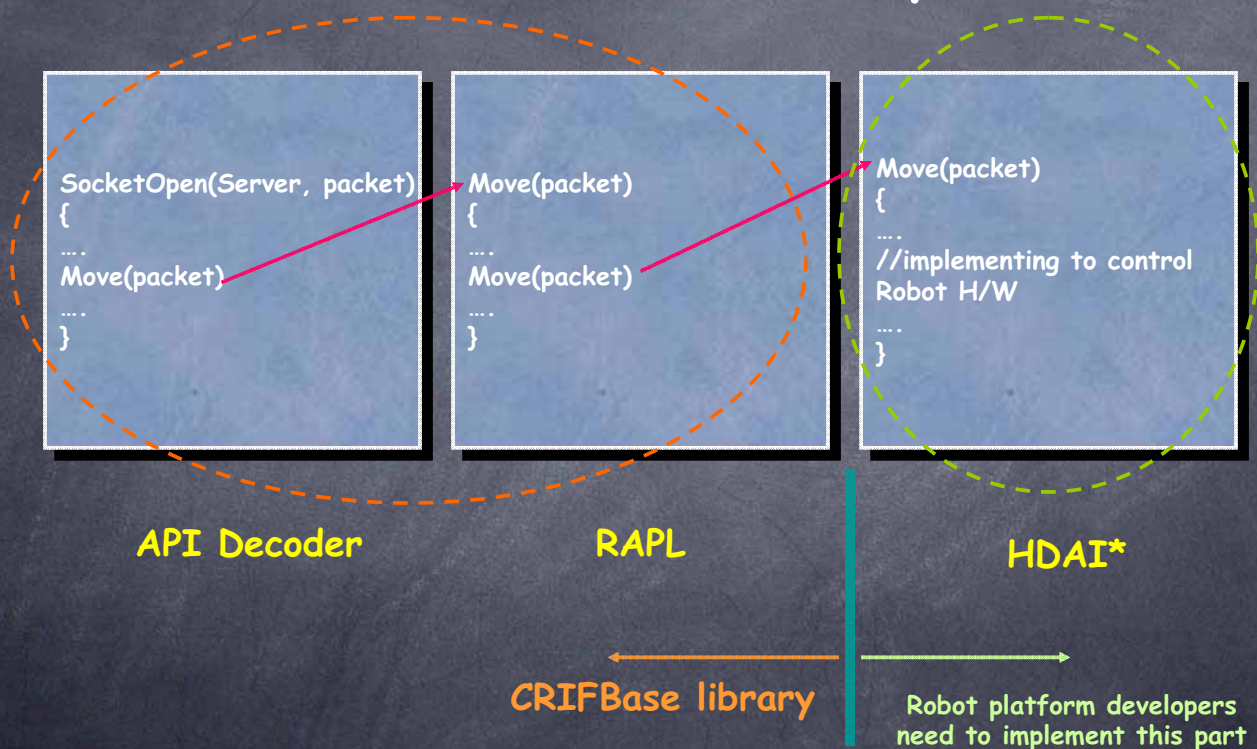 SocketOpen(Server, packet)
{
….
Move(packet)
….
}
Move(packet)
{
….
Move(packet)
….
}
Move(packet)
{
….
//implementing to control
Robot H/W
….
}
API Decoder
RAPL
HDAI*
CRIFBase library
Robot platform developers
need to implement this part